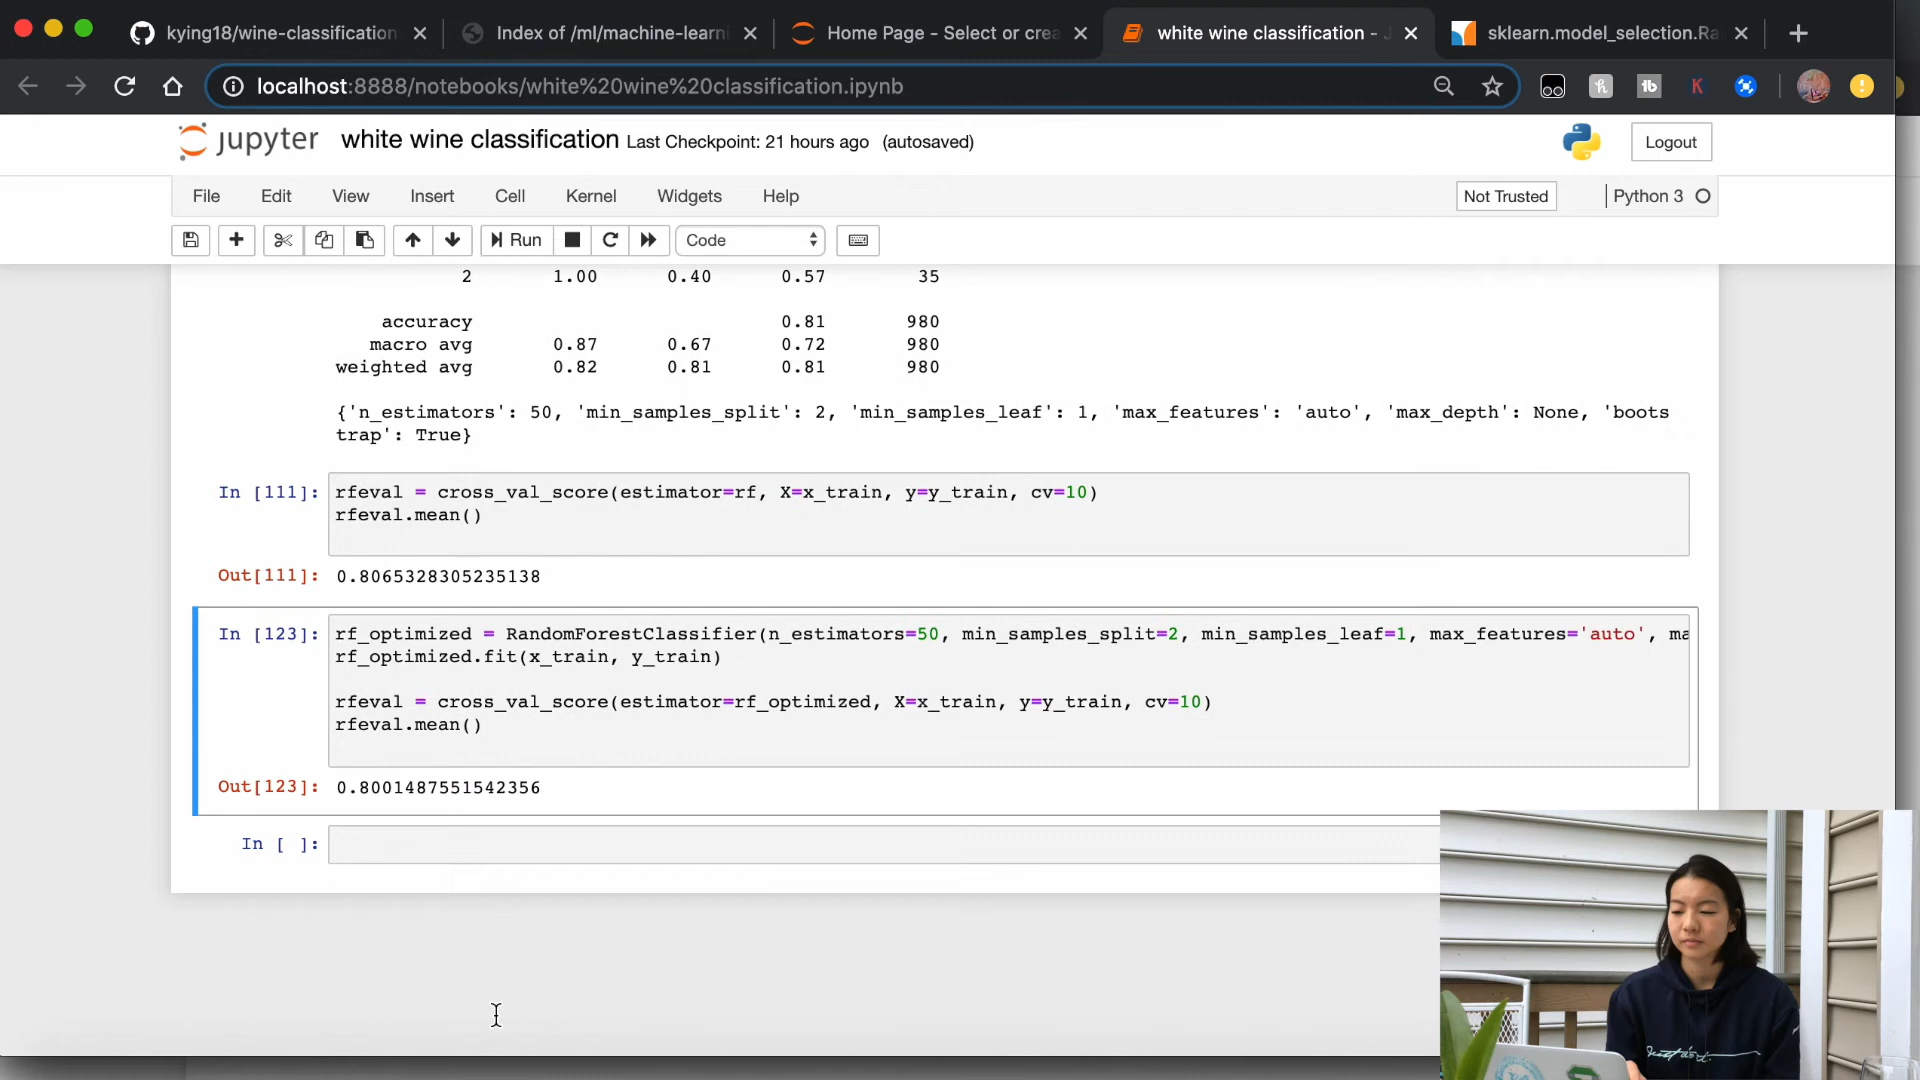 kying18/wine-classification
Index of /ml/machine-learni
Home Page - Select or crea
white wine classification - J
sklearn.model_selection.Ra
localhost:8888/notebooks/white%20wine%20classification.ipynb
jupyter white wine classification Last Checkpoint: 21 hours ago (autosaved)
Logout
File Edit View Insert Cell Kernel Widgets Help
Not Trusted
Python 3
Run
Code
2 1.00 0.40 0.57 35
accuracy 0.81 980
macro avg 0.87 0.67 0.72 980
weighted avg 0.82 0.81 0.81 980
{'n_estimators': 50, 'min_samples_split': 2, 'min_samples_leaf': 1, 'max_features': 'auto', 'max_depth': None, 'boots
trap': True}
In [111]: rfeval = cross_val_score(estimator=rf, X=x_train, y=y_train, cv=10)
rfeval.mean()
Out[111]: 0.8065328305235138
In [123]: rf_optimized = RandomForestClassifier(n_estimators=50, min_samples_split=2, min_samples_leaf=1, max_features='auto', ma
rf_optimized.fit(x_train, y_train)
rfeval = cross_val_score(estimator=rf_optimized, X=x_train, y=y_train, cv=10)
rfeval.mean()
Out[123]: 0.8001487551542356
In [ ]: